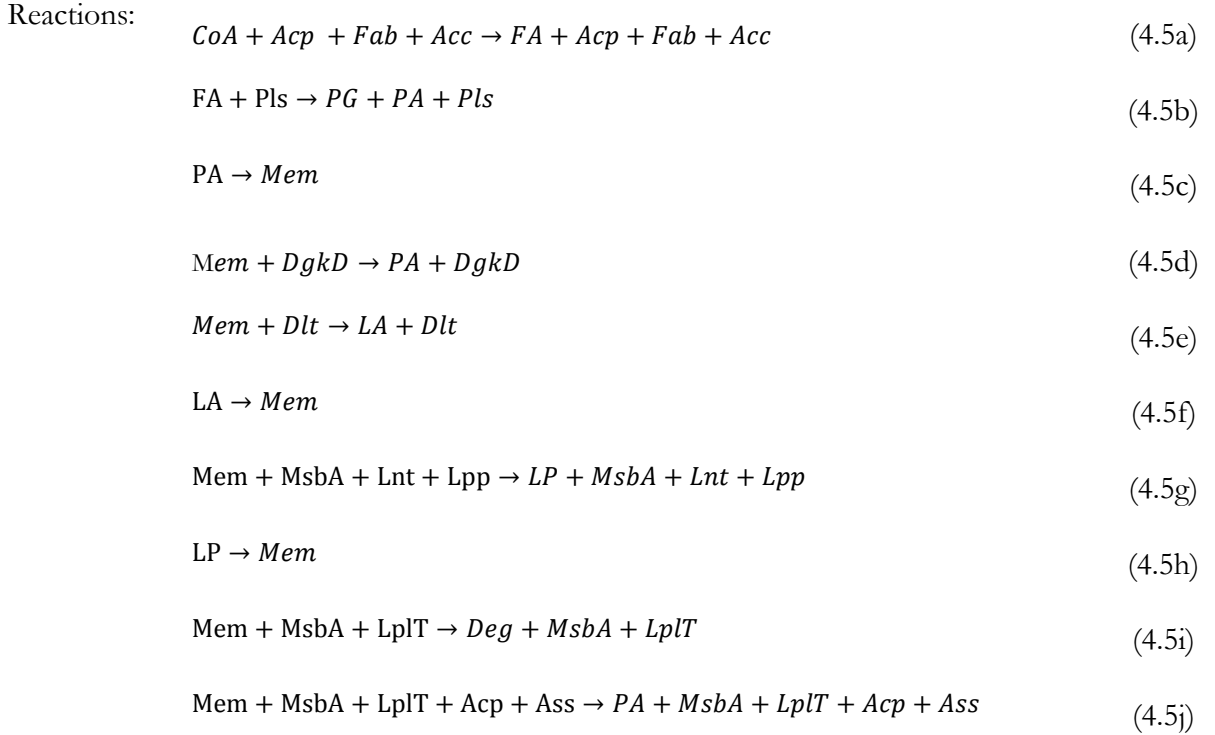 Reactions:
CoA + Acp + Fab + Acc → FA + Acp + Fab + Acc (4.5a)
FA + Pls → PG + PA + Pls (4.5b)
PA → Mem (4.5c)
Mem + DgkD → PA + DgkD (4.5d)
Mem + Dlt → LA + Dlt (4.5e)
LA → Mem (4.5f)
Mem + MsbA + Lnt + Lpp → LP + MsbA + Lnt + Lpp (4.5g)
LP → Mem (4.5h)
Mem + MsbA + LplT → Deg + MsbA + LplT (4.5i)
Mem + MsbA + LplT + Acp + Ass → PA + MsbA + LplT + Acp + Ass (4.5j)